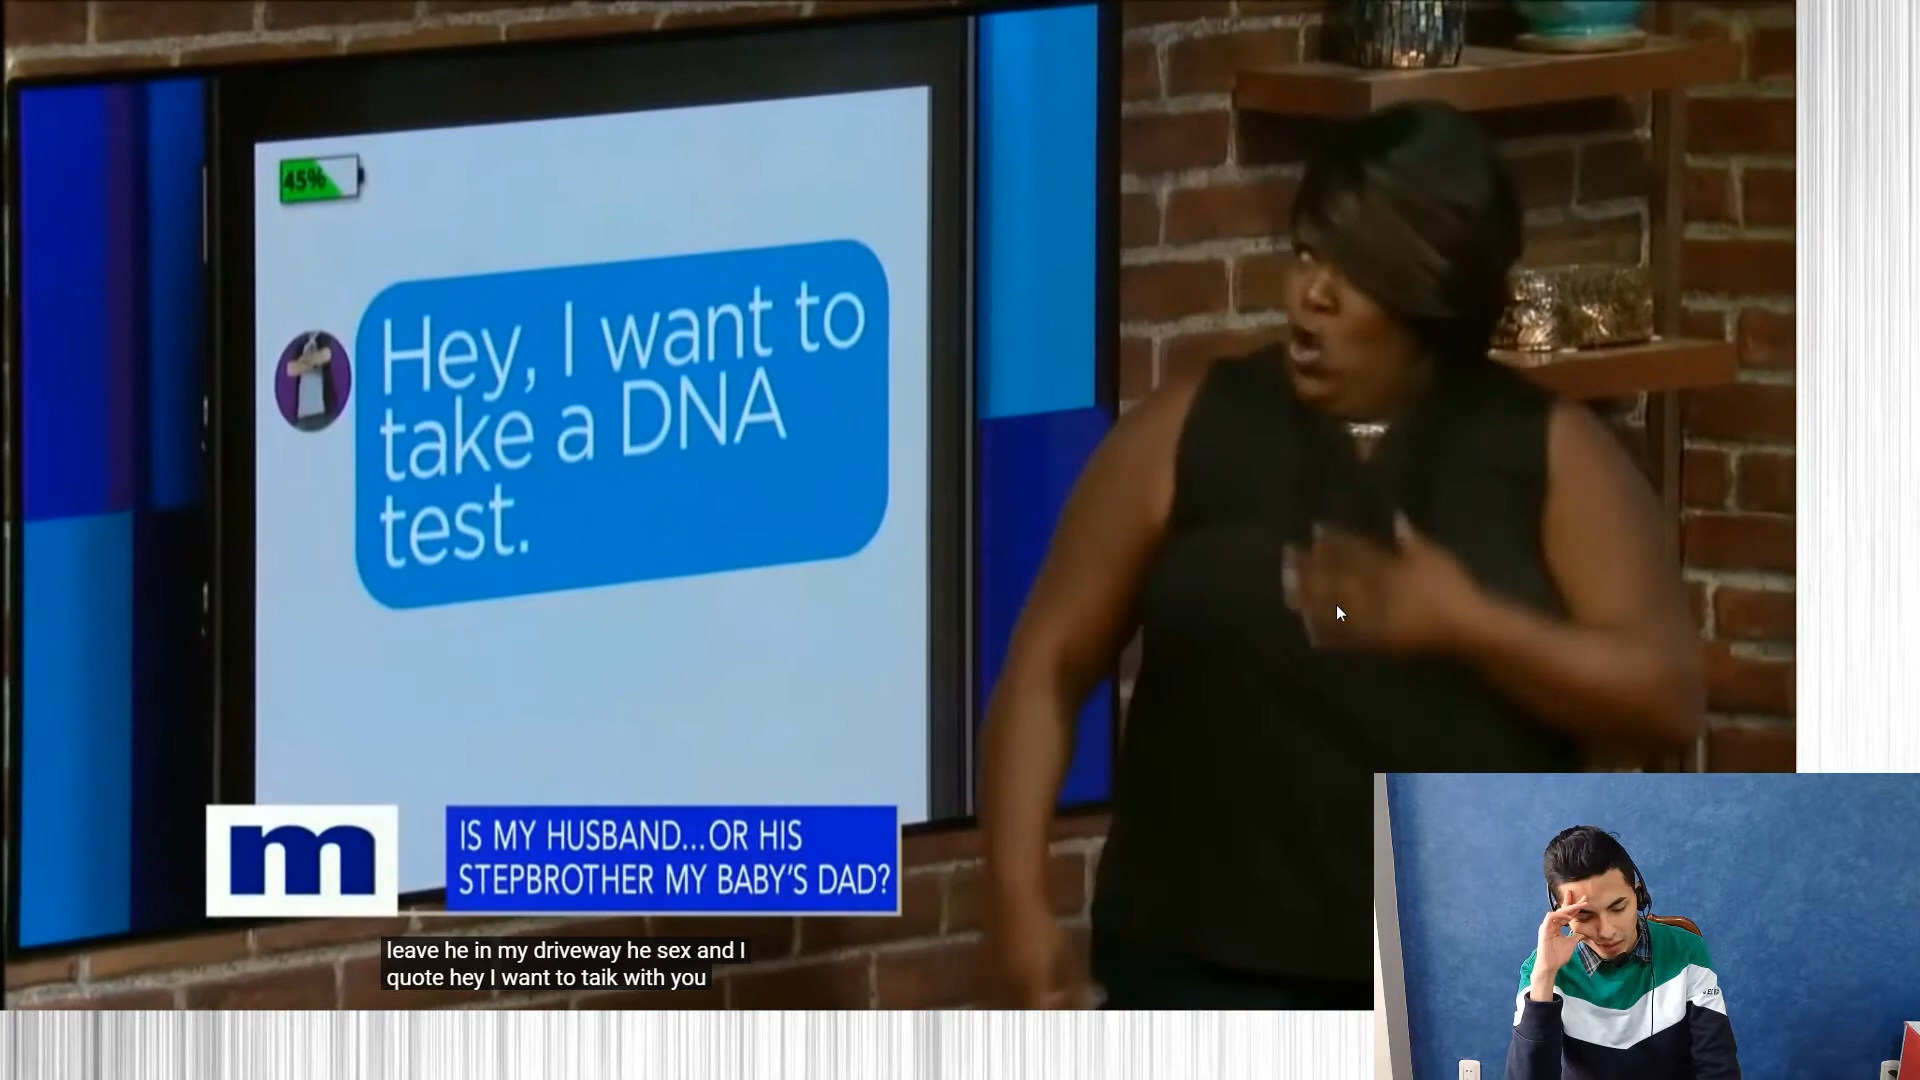 45%
Hey, I want to
take a DNA
test.
m
IS MY HUSBAND...OR HIS
STEPBROTHER MY BABY'S DAD?
leave he in my driveway he sex and I
quote hey I want to talk with you